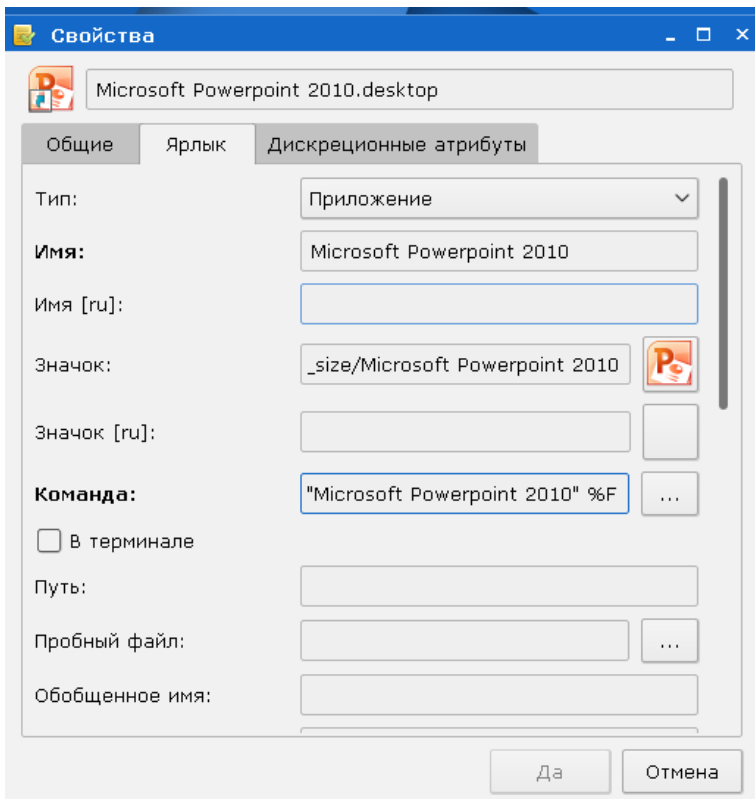 Свойства
Microsoft Powerpoint 2010.desktop
Общие Ярлык Дискреционные атрибуты
Тип: Приложение
Имя: Microsoft Powerpoint 2010
Имя [ru]:
Значок: _size/Microsoft Powerpoint 2010
Значок [ru]:
Команда: "Microsoft Powerpoint 2010" %F ...
В терминале
Путь:
Пробный файл: ...
Обобщенное имя:
Да Отмена